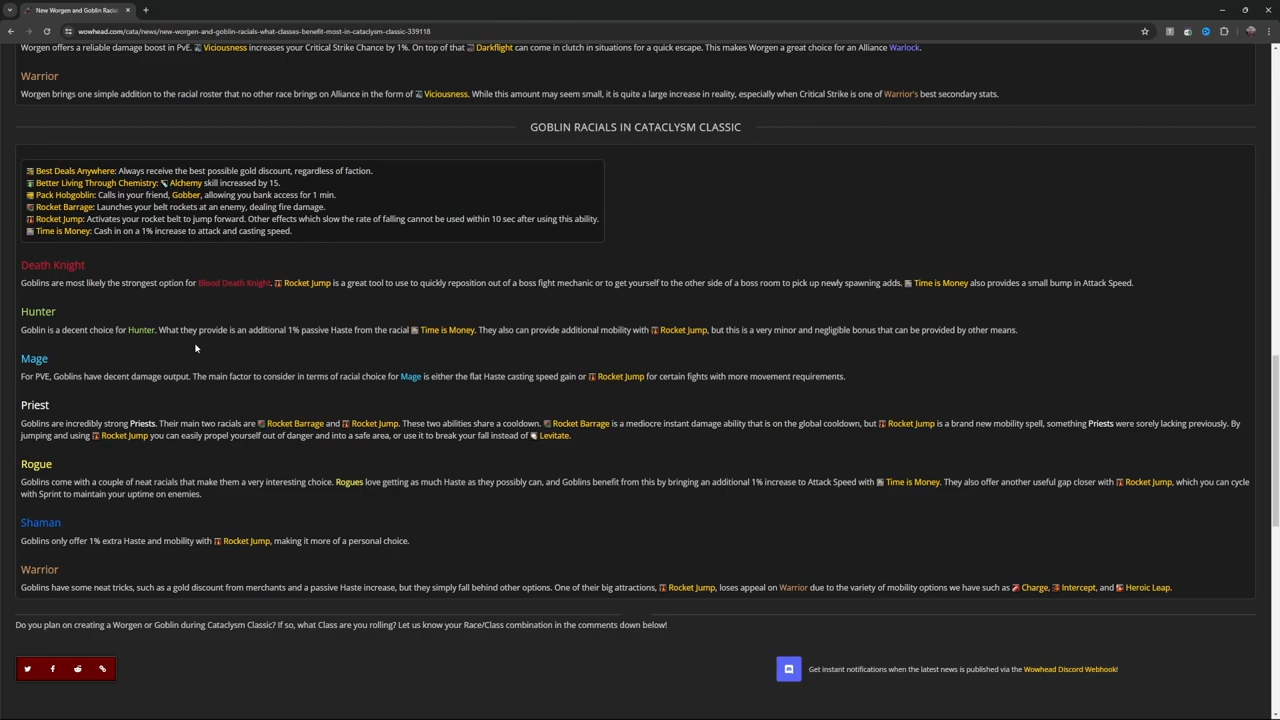 New Worgen and Goblin Racial
wowhead.com/cata/news/new-worgen-and-goblin-racials-what-classes-benefit-most-in-cataclysm-classic-339118
Worgen offers a reliable damage boost in PvE. Viciousness increases your Critical Strike Chance by 1%. On top of that Darkflight can come in clutch in situations for a quick escape. This makes Worgen a great choice for an Alliance Warlock.
Warrior
Worgen brings one simple addition to the racial roster that no other race brings on Alliance in the form of Viciousness. While this amount may seem small, it is quite a large increase in reality, especially when Critical Strike is one of Warrior's best secondary stats.
GOBLIN RACIALS IN CATACLYSM CLASSIC
Best Deals Anywhere: Always receive the best possible gold discount, regardless of faction.
Better Living Through Chemistry: Alchemy skill increased by 15.
Pack Hobgoblin: Calls in your friend, Gobber, allowing you bank access for 1 min.
Rocket Barrage: Launches your belt rockets at an enemy, dealing fire damage.
Rocket Jump: Activates your rocket belt to jump forward. Other effects which slow the rate of falling cannot be used within 10 sec after using this ability.
Time is Money: Cash in on a 1% increase to attack and casting speed.
Death Knight
Goblins are most likely the strongest option for Blood Death Knight. Rocket Jump is a great tool to use to quickly reposition out of a boss fight mechanic or to get yourself to the other side of a boss room to pick up newly spawning adds. Time is Money also provides a small bump in Attack Speed.
Hunter
Goblin is a decent choice for Hunter. What they provide is an additional 1% passive Haste from the racial Time is Money. They also can provide additional mobility with Rocket Jump, but this is a very minor and negligible bonus that can be provided by other means.
Mage
For PVE, Goblins have decent damage output. The main factor to consider in terms of racial choice for Mage is either the flat Haste casting speed gain or Rocket Jump for certain fights with more movement requirements.
Priest
Goblins are incredibly strong Priests. Their main two racials are Rocket Barrage and Rocket Jump. These two abilities share a cooldown. Rocket Barrage is a mediocre instant damage ability that is on the global cooldown, but Rocket Jump is a brand new mobility spell, something Priests were sorely lacking previously. By
jumping and using Rocket Jump you can easily propel yourself out of danger and into a safe area, or use it to break your fall instead of Levitate.
Rogue
Goblins come with a couple of neat racials that make them a very interesting choice. Rogues love getting as much Haste as they possibly can, and Goblins benefit from this by bringing an additional 1% increase to Attack Speed with Time is Money. They also offer another useful gap closer with Rocket Jump, which you can cycle
with Sprint to maintain your uptime on enemies.
Shaman
Goblins only offer 1% extra Haste and mobility with Rocket Jump, making it more of a personal choice.
Warrior
Goblins have some neat tricks, such as a gold discount from merchants and a passive Haste increase, but they simply fall behind other options. One of their big attractions, Rocket Jump, loses appeal on Warrior due to the variety of mobility options we have such as Charge, Intercept, and Heroic Leap.
Do you plan on creating a Worgen or Goblin during Cataclysm Classic? If so, what Class are you rolling? Let us know your Race/Class combination in the comments down below!
Get instant notifications when the latest news is published via the Wowhead Discord Webhook!